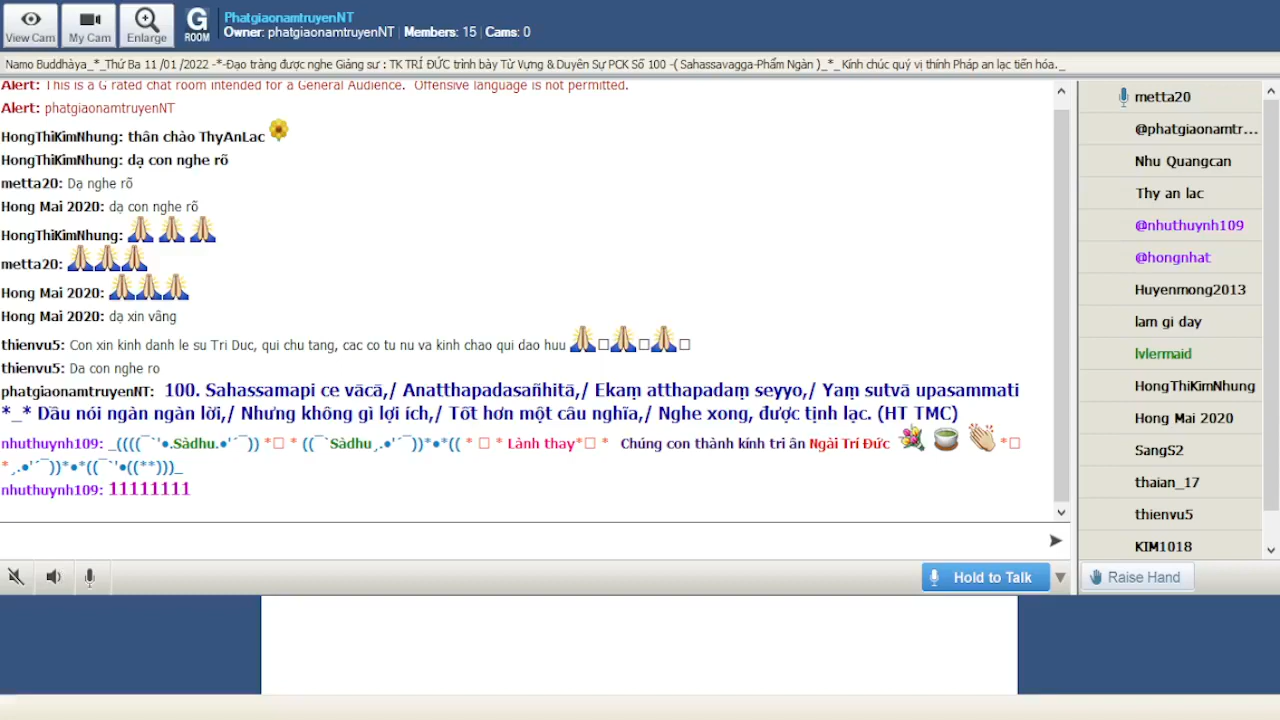 View Cam
My Cam
Enlarge
G
ROOM
PhatgiaonamtruyenNT
Owner: phatgiaonamtruyenNT | Members: 15 | Cams: 0
Namo Buddhàya_*_Thứ Ba 11 /01 /2022 -*-Đạo tràng được nghe Giảng sư : TK TRÍ ĐỨC trình bày Từ Vựng & Duyên Sự PCK Số 100 -( Sahassavagga-Phẩm Ngàn )_*_ Kính chúc quý vị thính Pháp an lạc tiến hóa._
Alert: This is a G rated chat room intended for a General Audience. Offensive language is not permitted.
Alert: phatgiaonamtruyenNT
HongThiKimNhung: thân chào ThyAnLac 🌻
HongThiKimNhung: dạ con nghe rõ
metta20: Dạ nghe rõ
Hong Mai 2020: dạ con nghe rõ
HongThiKimNhung: 🙏 🙏 🙏
metta20: 🙏🙏🙏
Hong Mai 2020: 🙏🙏🙏
Hong Mai 2020: dạ xin vâng
thienvu5: Con xin kinh danh le su Tri Duc, qui chu tang, cac co tu nu va kinh chao qui dao huu 🙏□🙏□🙏□
thienvu5: Da con nghe ro
phatgiaonamtruyenNT: 100. Sahassamapi ce vācā,/ Anatthapadasañhitā,/ Ekaṃ atthapadaṃ seyyo,/ Yaṃ sutvā upasammati
*_* Dầu nói ngàn ngàn lời,/ Nhưng không gì lợi ích,/ Tốt hơn một câu nghĩa,/ Nghe xong, được tịnh lạc. (HT TMC)
nhuthuynh109: _((((¯`'•.Sàdhu.•'´¯)) *□ * ((¯`Sàdhu¸.•'´¯))*•*(( * □ * Lành thay*□ * Chúng con thành kính tri ân Ngài Trí Đức 💐 🍵 👏 *□
*¸.•'´¯))*•*((¯`'•((**)))_
nhuthuynh109: 11111111
Hold to Talk
metta20
@phatgiaonamtr...
Nhu Quangcan
Thy an lac
@nhuthuynh109
@hongnhat
Huyenmong2013
lam gi day
lvlermaid
HongThiKimNhung
Hong Mai 2020
SangS2
thaian_17
thienvu5
KIM1018
Raise Hand